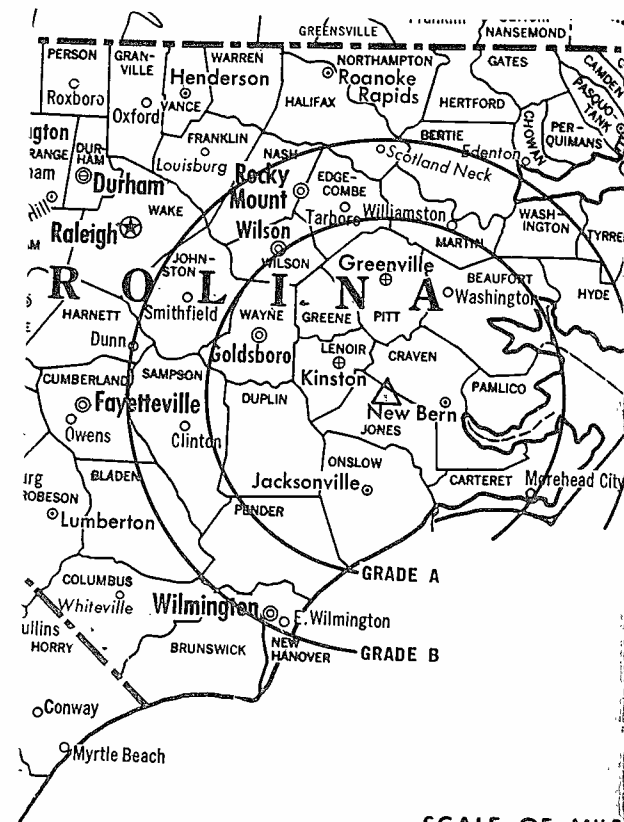 GREENSVILLE
NANSEMOND
PERSON
GRAN-
VILLE
WARREN
NORTHAMPTON
GATES
CAMDEN
PASQUO-
TANK
Henderson
Roanoke
Rapids
Roxboro
Oxford
VANCE
HALIFAX
HERTFORD
CHOWAN
PER-
QUIMANS
FRANKLIN
Louisburg
NASH
BERTIE
Scotland Neck
Edenton
DUR-
HAM
Durham
Rocky
Mount
EDGE-
COMBE
WAKE
Tarboro
Williamston
WASH-
INGTON
Raleigh
Wilson
MARTIN
JOHN-
STON
WILSON
Greenville
BEAUFORT
HYDE
R O L I N A
Smithfield
WAYNE
GREENE
PITT
Washington
HARNETT
Dunn
Goldsboro
LENOIR
CRAVEN
Kinston
CUMBERLAND
SAMPSON
PAMLICO
Fayetteville
DUPLIN
New Bern
Owens
Clinton
JONES
ONSLOW
BLADEN
Jacksonville
CARTERET
Morehead City
ROBESON
Lumberton
PENDER
GRADE A
COLUMBUS
Whiteville
Wilmington
E. Wilmington
HORRY
BRUNSWICK
NEW
HANOVER
GRADE B
Conway
Myrtle Beach